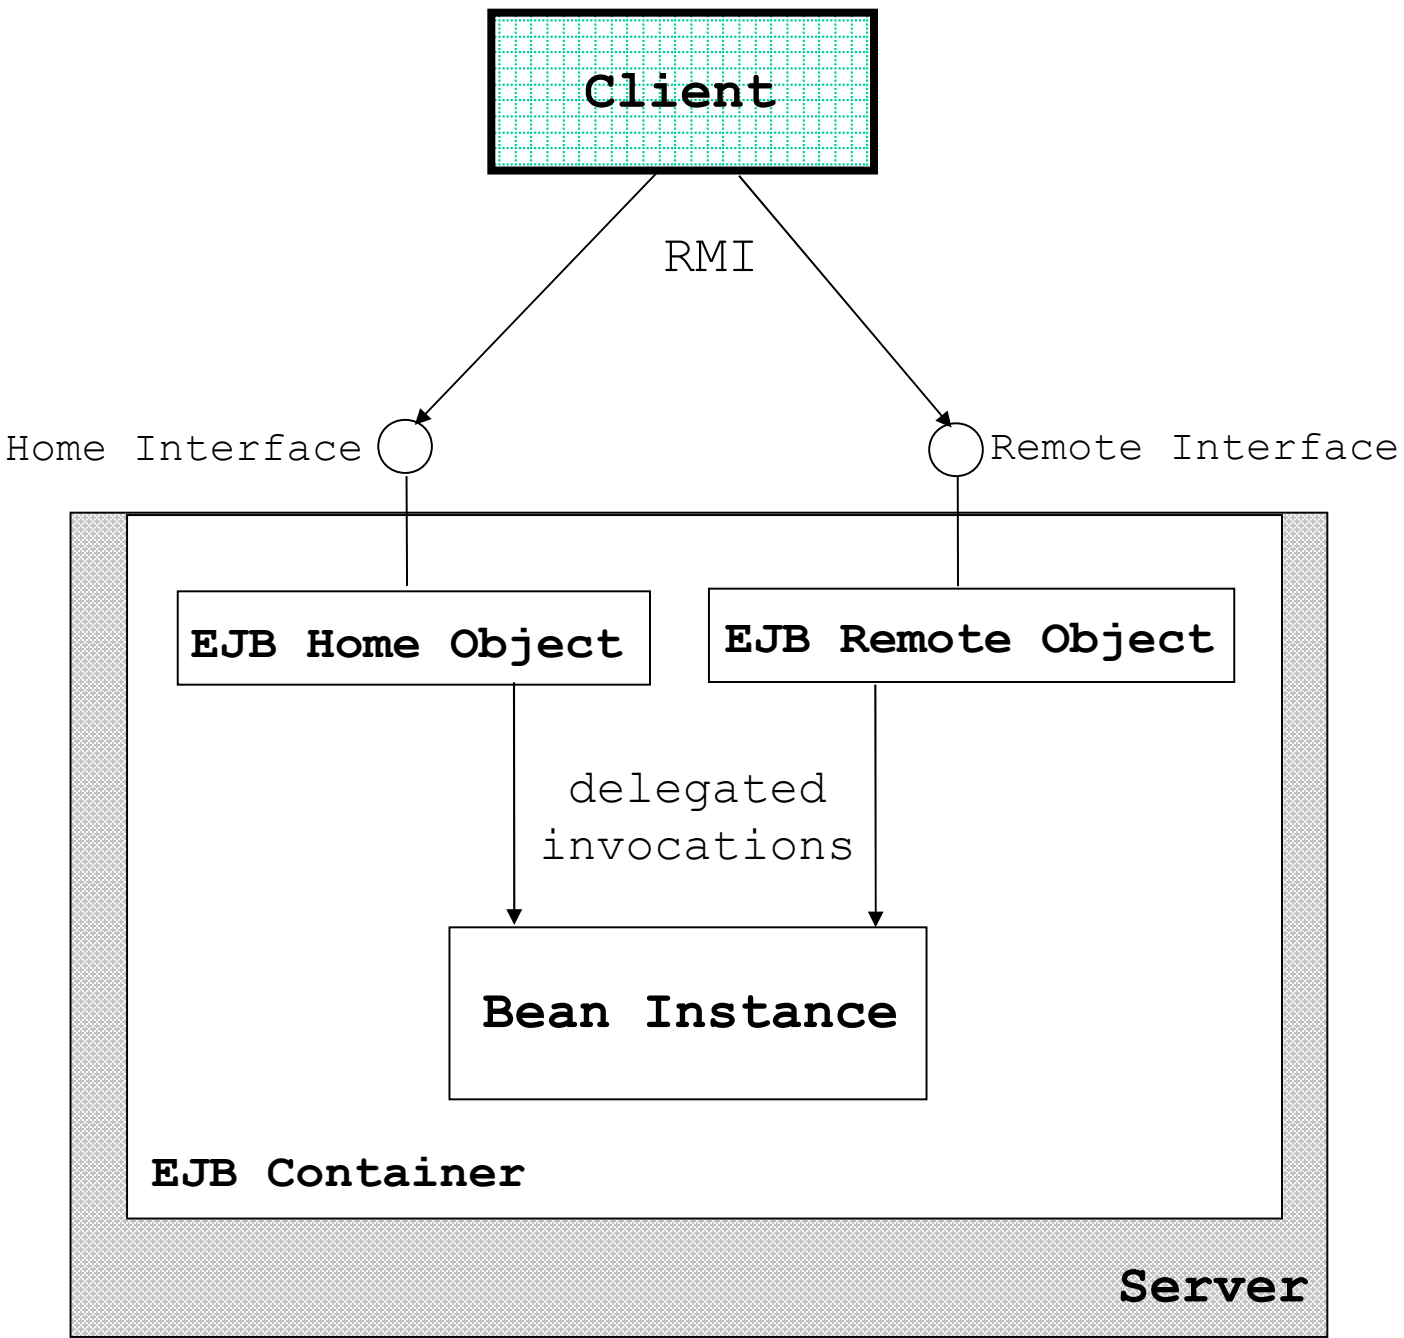 Client
RMI
Home Interface
Remote Interface
EJB Home Object
EJB Remote Object
delegated
invocations
Bean Instance
EJB Container
Server